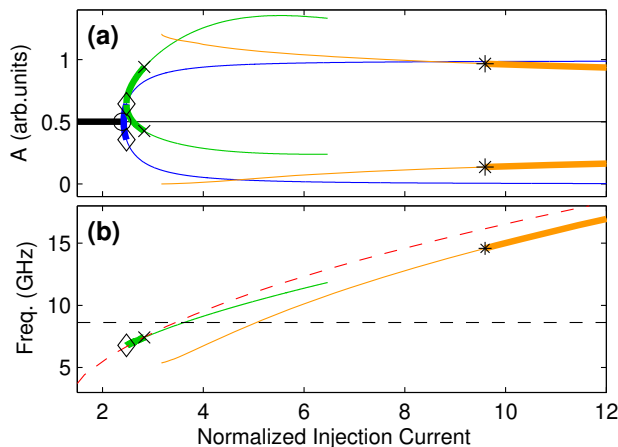 (a)
A (arb.units)
1
0.5
0
(b)
Freq. (GHz)
15
10
5
2 4 6 8 10 12
Normalized Injection Current